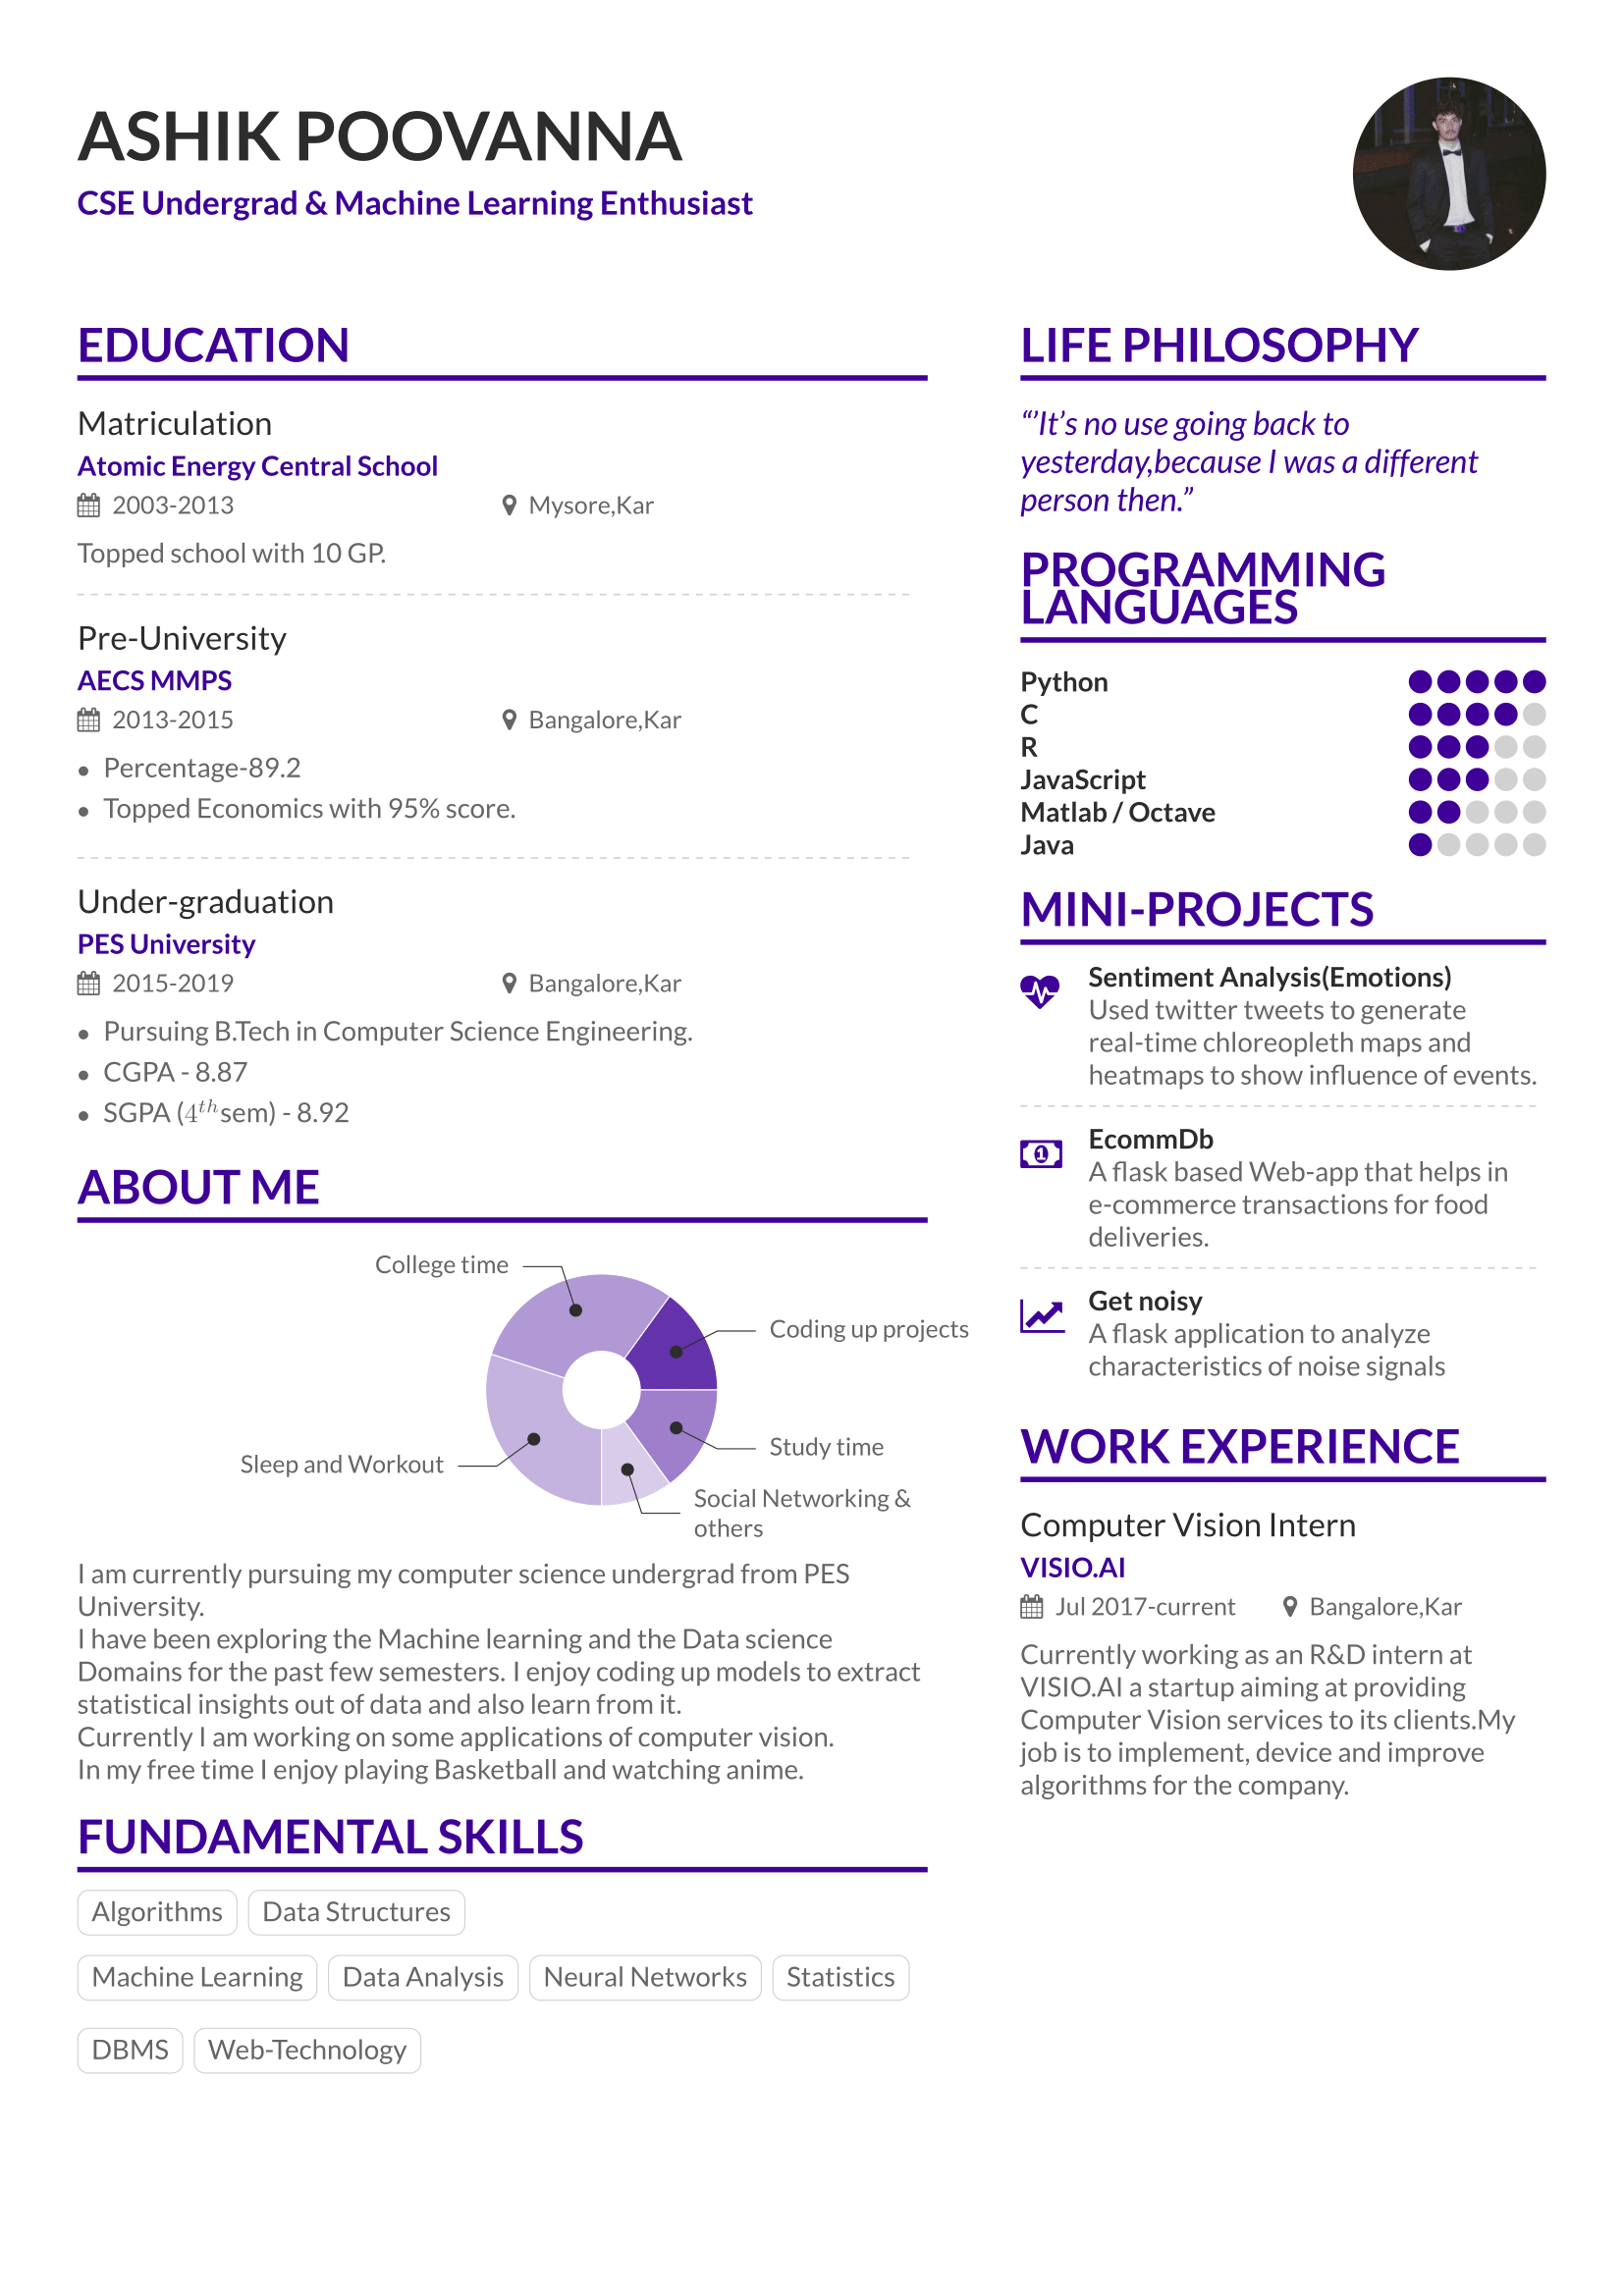 ASHIK POOVANNA
CSE Undergrad & Machine Learning Enthusiast
EDUCATION
Matriculation
Atomic Energy Central School
2003-2013 Mysore,Kar
Topped school with 10 GP.
Pre-University
AECS MMPS
2013-2015 Bangalore,Kar
• Percentage-89.2
• Topped Economics with 95% score.
Under-graduation
PES University
2015-2019 Bangalore,Kar
• Pursuing B.Tech in Computer Science Engineering.
• CGPA - 8.87
• SGPA (4th sem) - 8.92
ABOUT ME
College time
Coding up projects
Study time
Sleep and Workout
Social Networking &
others
I am currently pursuing my computer science undergrad from PES
University.
I have been exploring the Machine learning and the Data science
Domains for the past few semesters. I enjoy coding up models to extract
statistical insights out of data and also learn from it.
Currently I am working on some applications of computer vision.
In my free time I enjoy playing Basketball and watching anime.
FUNDAMENTAL SKILLS
Algorithms Data Structures
Machine Learning Data Analysis Neural Networks Statistics
DBMS Web-Technology
LIFE PHILOSOPHY
“’It’s no use going back to
yesterday,because I was a different
person then.”
PROGRAMMING
LANGUAGES
Python
C
R
JavaScript
Matlab / Octave
Java
MINI-PROJECTS
Sentiment Analysis(Emotions)
Used twitter tweets to generate
real-time chloreopleth maps and
heatmaps to show influence of events.
1
EcommDb
A flask based Web-app that helps in
e-commerce transactions for food
deliveries.
Get noisy
A flask application to analyze
characteristics of noise signals
WORK EXPERIENCE
Computer Vision Intern
VISIO.AI
Jul 2017-current Bangalore,Kar
Currently working as an R&D intern at
VISIO.AI a startup aiming at providing
Computer Vision services to its clients.My
job is to implement, device and improve
algorithms for the company.